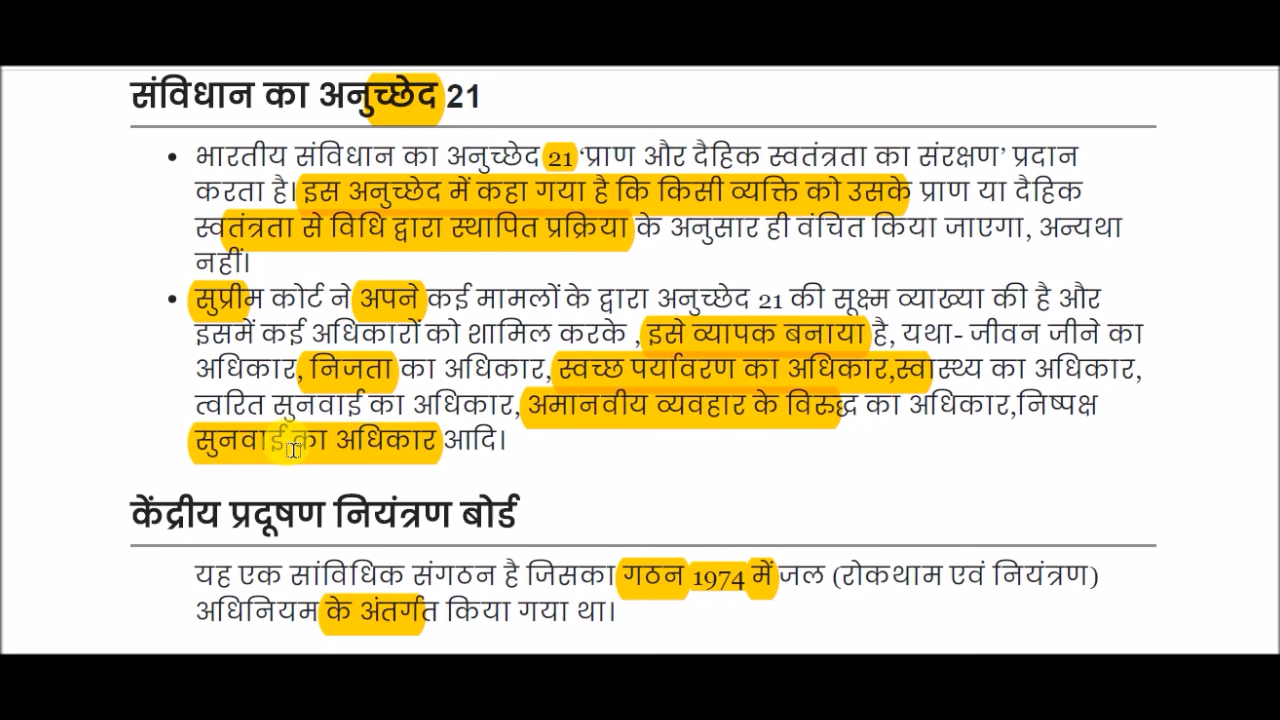 संविधान का अनुच्छेद 21
• भारतीय संविधान का अनुच्छेद 21 ‘प्राण और दैहिक स्वतंत्रता का संरक्षण’ प्रदान
करता है। इस अनुच्छेद में कहा गया है कि किसी व्यक्ति को उसके प्राण या दैहिक
स्वतंत्रता से विधि द्वारा स्थापित प्रक्रिया के अनुसार ही वंचित किया जाएगा, अन्यथा
नहीं।
• सुप्रीम कोर्ट ने अपने कई मामलों के द्वारा अनुच्छेद 21 की सूक्ष्म व्याख्या की है और
इसमें कई अधिकारों को शामिल करके , इसे व्यापक बनाया है, यथा- जीवन जीने का
अधिकार, निजता का अधिकार, स्वच्छ पर्यावरण का अधिकार,स्वास्थ्य का अधिकार,
त्वरित सुनवाई का अधिकार, अमानवीय व्यवहार के विरुद्ध का अधिकार,निष्पक्ष
सुनवाई का अधिकार आदि।
केंद्रीय प्रदूषण नियंत्रण बोर्ड
यह एक सांविधिक संगठन है जिसका गठन 1974 में जल (रोकथाम एवं नियंत्रण)
अधिनियम के अंतर्गत किया गया था।